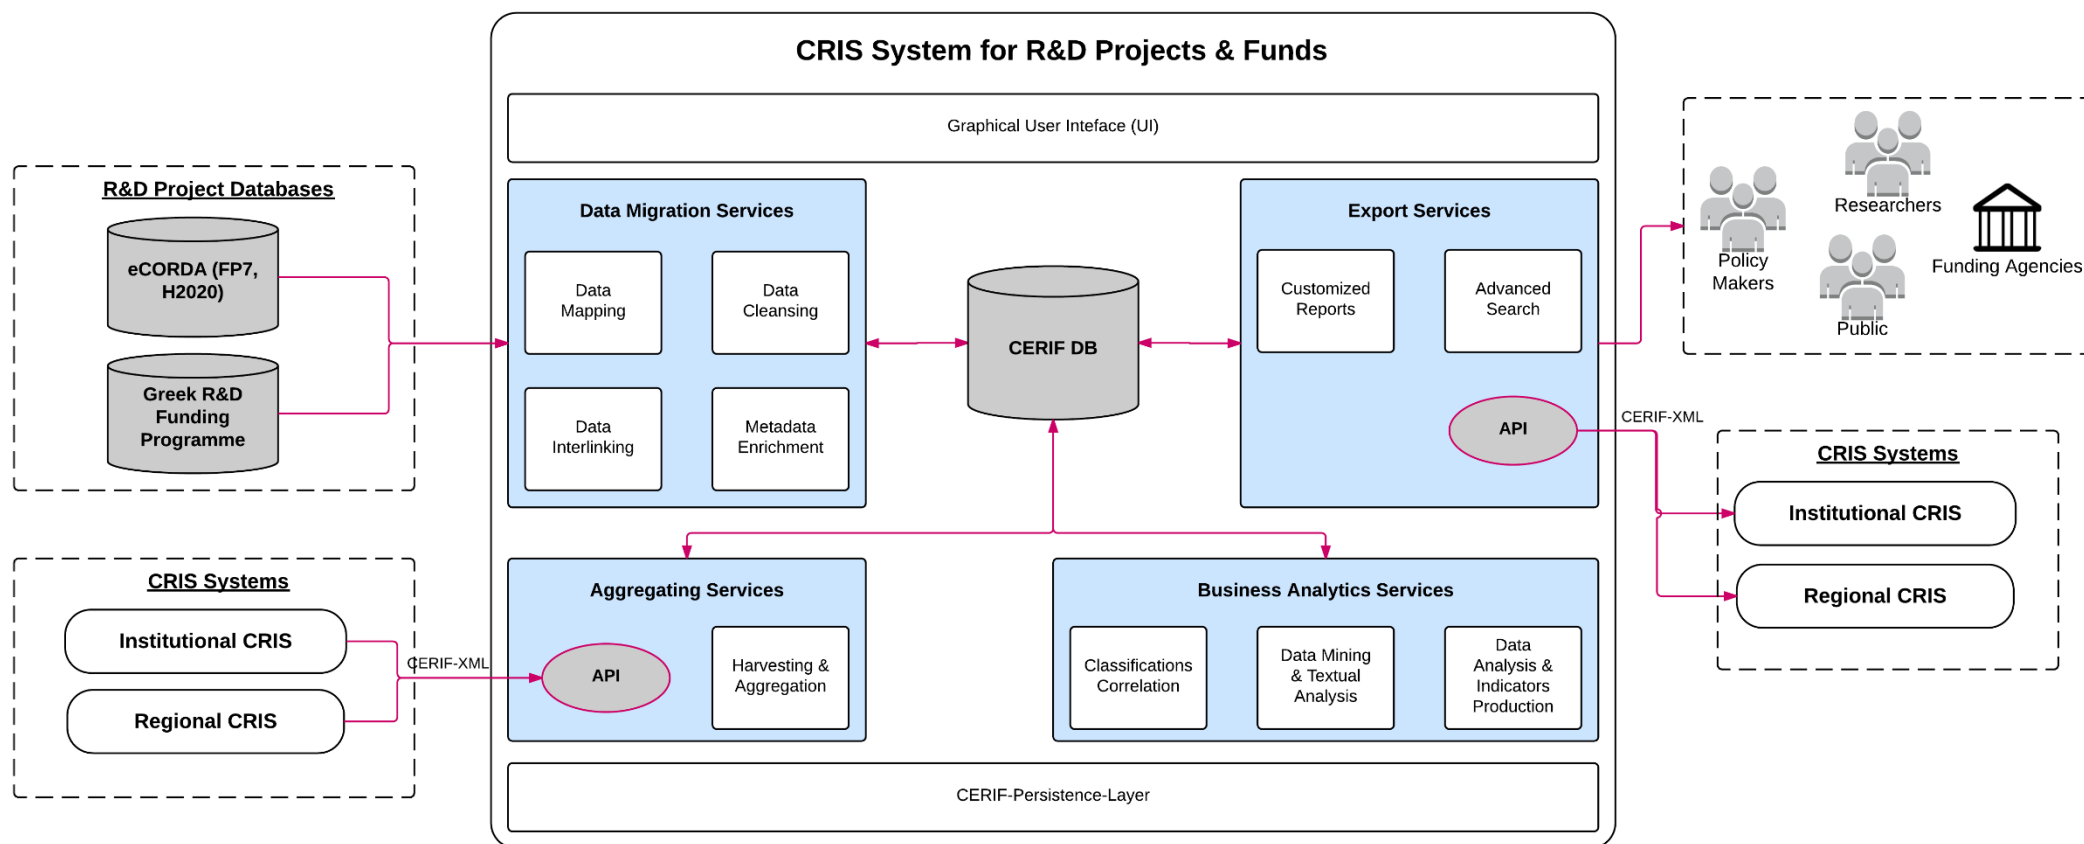 CRIS System for R&D Projects & Funds
Graphical User Inteface (UI)
R&D Project Databases
eCORDA (FP7,
H2020)
Greek R&D
Funding
Programme
CRIS Systems
Institutional CRIS
Regional CRIS
CERIF-XML
Data Migration Services
Data
Mapping
Data
Cleansing
Data
Interlinking
Metadata
Enrichment
CERIF DB
Export Services
Customized
Reports
Advanced
Search
API
Aggregating Services
API
Harvesting &
Aggregation
Business Analytics Services
Classifications
Correlation
Data Mining
& Textual
Analysis
Data
Analysis &
Indicators
Production
CERIF-Persistence-Layer
Policy
Makers
Researchers
Public
Funding Agencies
CERIF-XML
CRIS Systems
Institutional CRIS
Regional CRIS